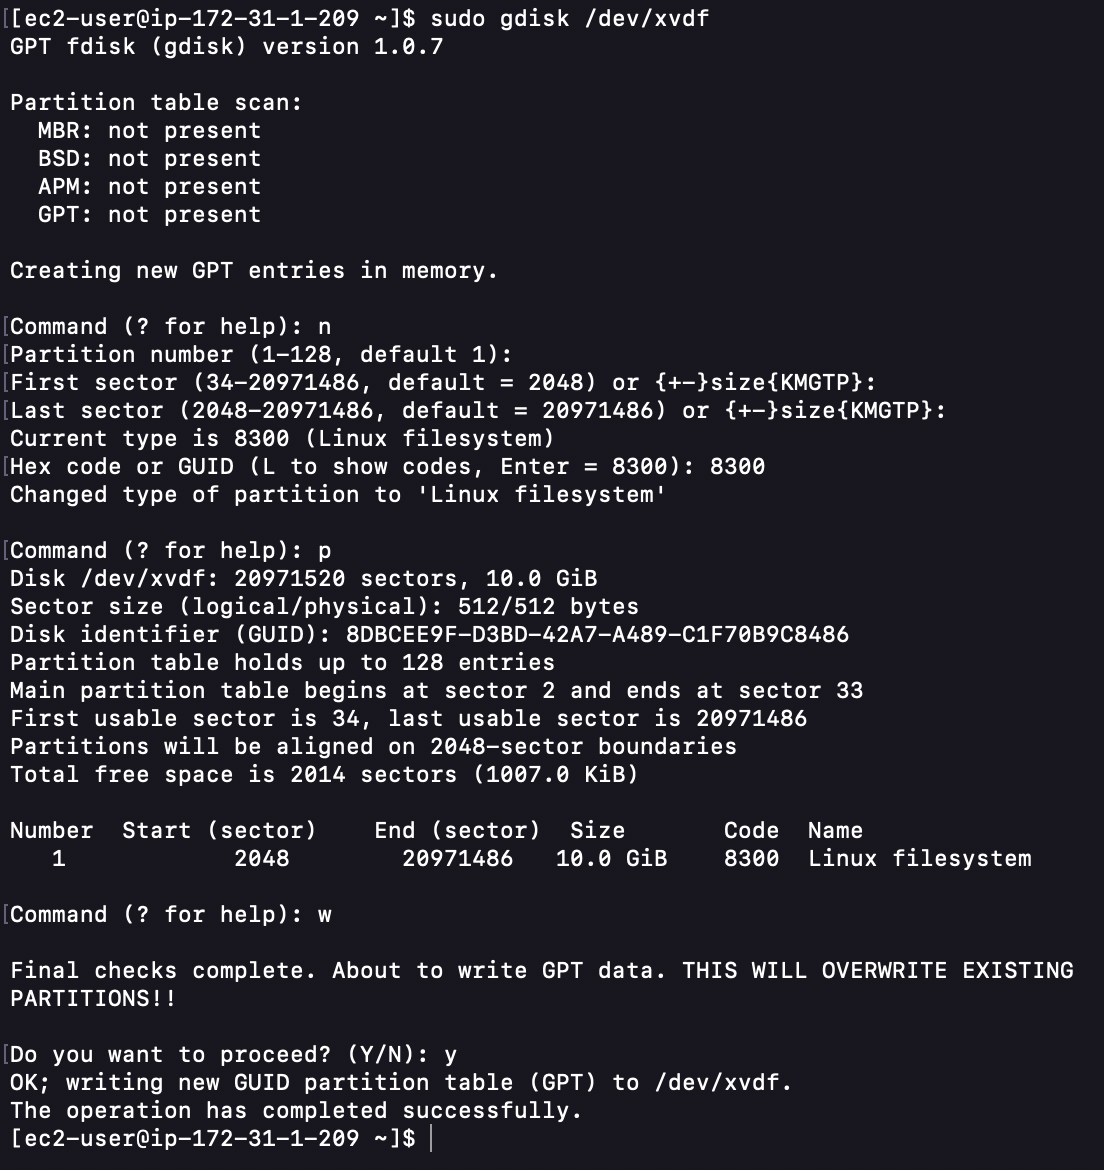 [[ec2-user@ip-172-31-1-209 ~]$ sudo gdisk /dev/xvdf
GPT fdisk (gdisk) version 1.0.7
Partition table scan:
  MBR: not present
  BSD: not present
  APM: not present
  GPT: not present
Creating new GPT entries in memory.
[Command (? for help): n
[Partition number (1-128, default 1):
[First sector (34-20971486, default = 2048) or {+-}size{KMGTP}:
[Last sector (2048-20971486, default = 20971486) or {+-}size{KMGTP}:
Current type is 8300 (Linux filesystem)
[Hex code or GUID (L to show codes, Enter = 8300): 8300
Changed type of partition to 'Linux filesystem'
[Command (? for help): p
Disk /dev/xvdf: 20971520 sectors, 10.0 GiB
Sector size (logical/physical): 512/512 bytes
Disk identifier (GUID): 8DBCEE9F-D3BD-42A7-A489-C1F70B9C8486
Partition table holds up to 128 entries
Main partition table begins at sector 2 and ends at sector 33
First usable sector is 34, last usable sector is 20971486
Partitions will be aligned on 2048-sector boundaries
Total free space is 2014 sectors (1007.0 KiB)
Number  Start (sector)    End (sector)  Size       Code  Name
   1            2048        20971486   10.0 GiB    8300  Linux filesystem
[Command (? for help): w
Final checks complete. About to write GPT data. THIS WILL OVERWRITE EXISTING
PARTITIONS!!
[Do you want to proceed? (Y/N): y
OK; writing new GUID partition table (GPT) to /dev/xvdf.
The operation has completed successfully.
[ec2-user@ip-172-31-1-209 ~]$